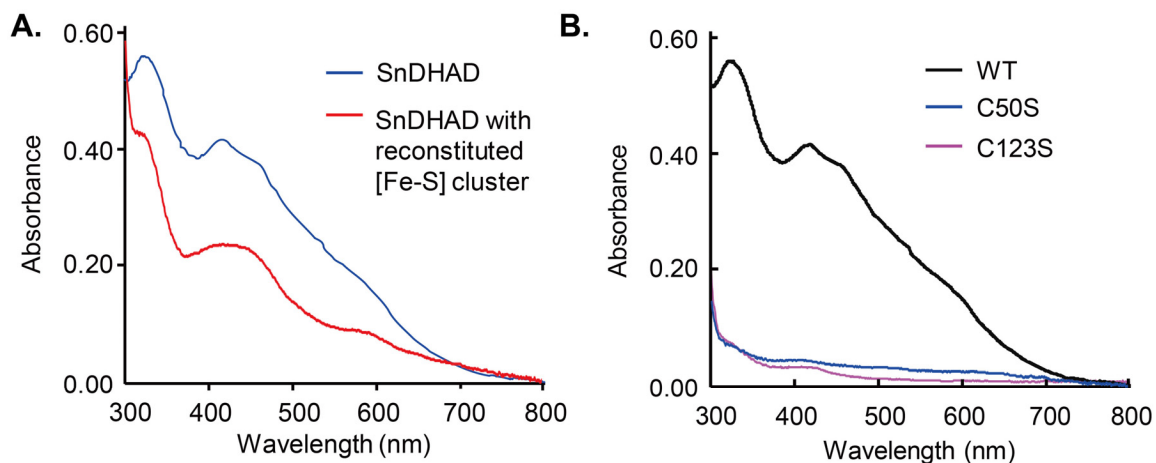 A.
0.60
0.40
0.20
0.00
Absorbance
300 400 500 600 700 800
Wavelength (nm)
SnDHAD
SnDHAD with
reconstituted
[Fe-S] cluster
B.
0.60
0.40
0.20
0.00
Absorbance
300 400 500 600 700 800
Wavelength (nm)
WT
C50S
C123S